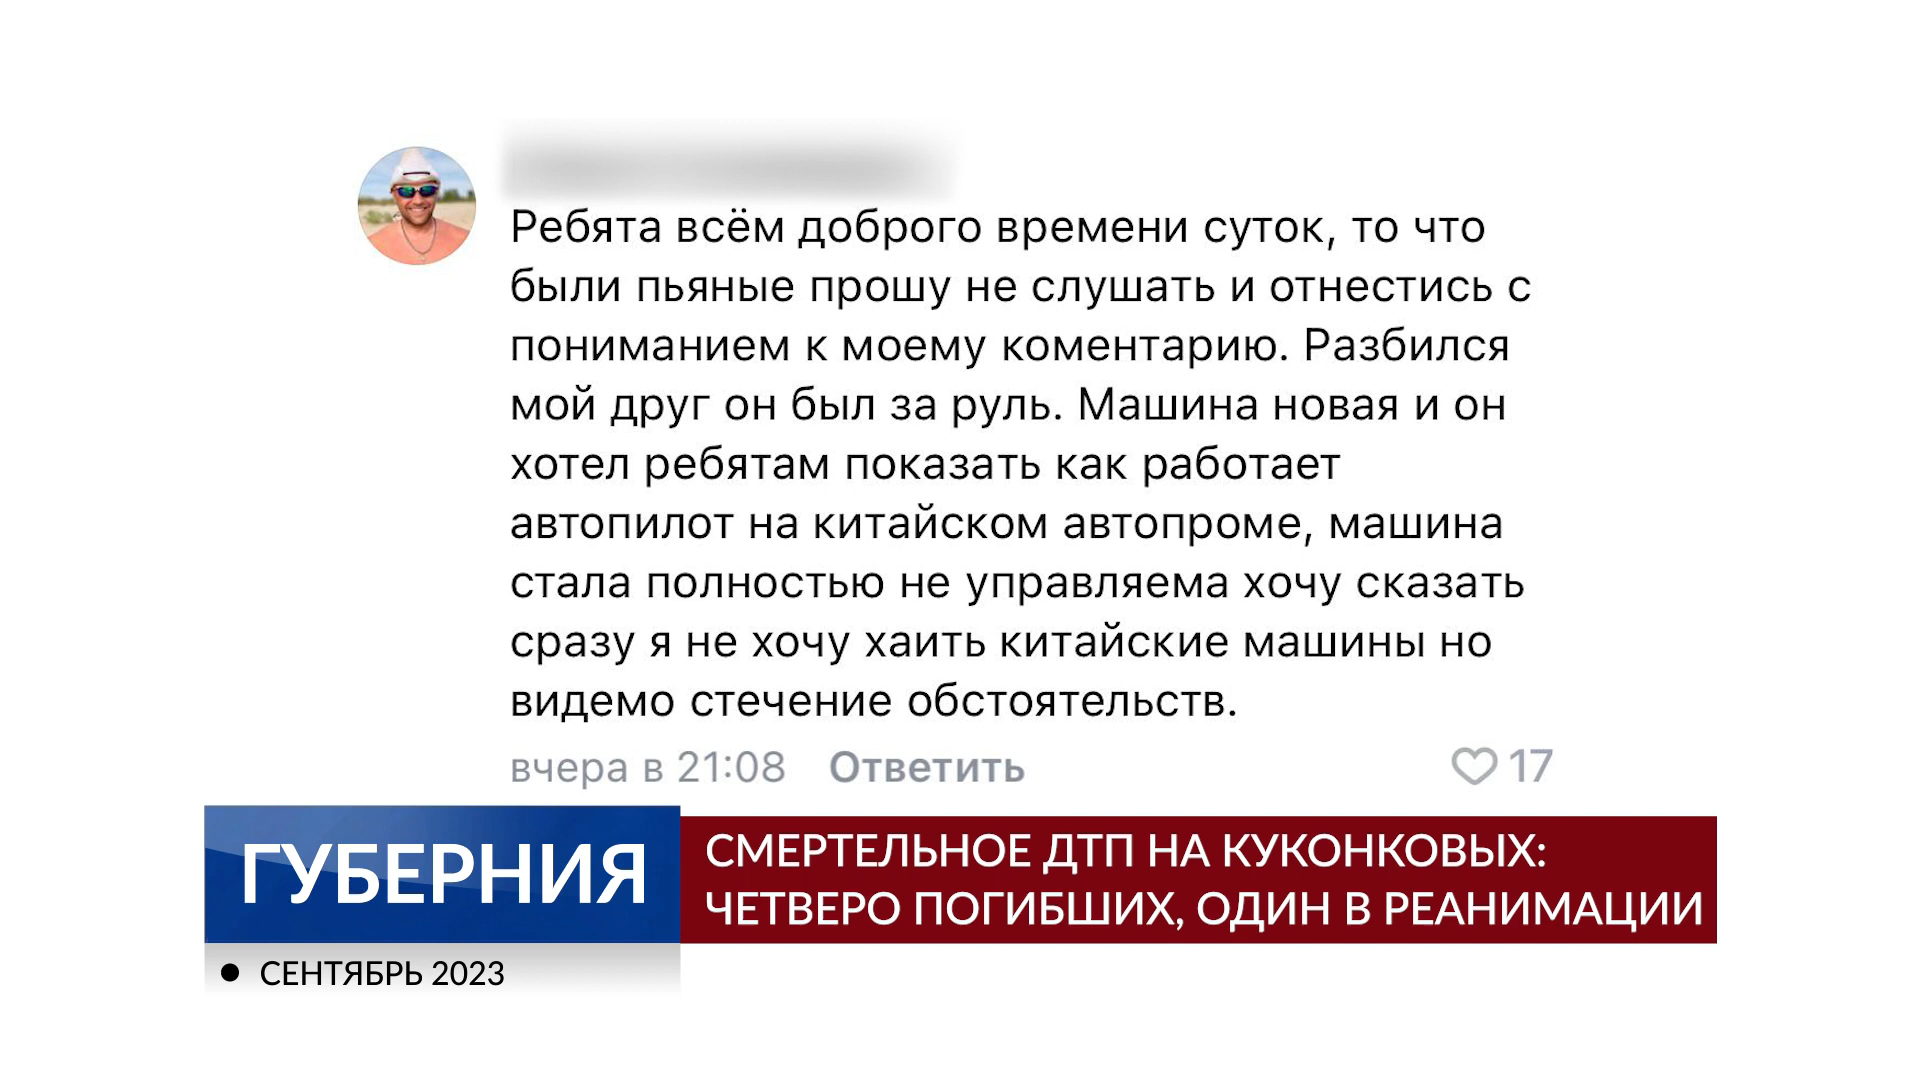 Ребята всём доброго времени суток, то что
были пьяные прошу не слушать и отнестись с
пониманием к моему коментарию. Разбился
мой друг он был за руль. Машина новая и он
хотел ребятам показать как работает
автопилот на китайском автопроме, машина
стала полностью не управляема хочу сказать
сразу я не хочу хаить китайские машины но
видемо стечение обстоятельств.
вчера в 21:08 Ответить 17
ГУБЕРНИЯ
СМЕРТЕЛЬНОЕ ДТП НА КУКОНКОВЫХ:
ЧЕТВЕРО ПОГИБШИХ, ОДИН В РЕАНИМАЦИИ
СЕНТЯБРЬ 2023